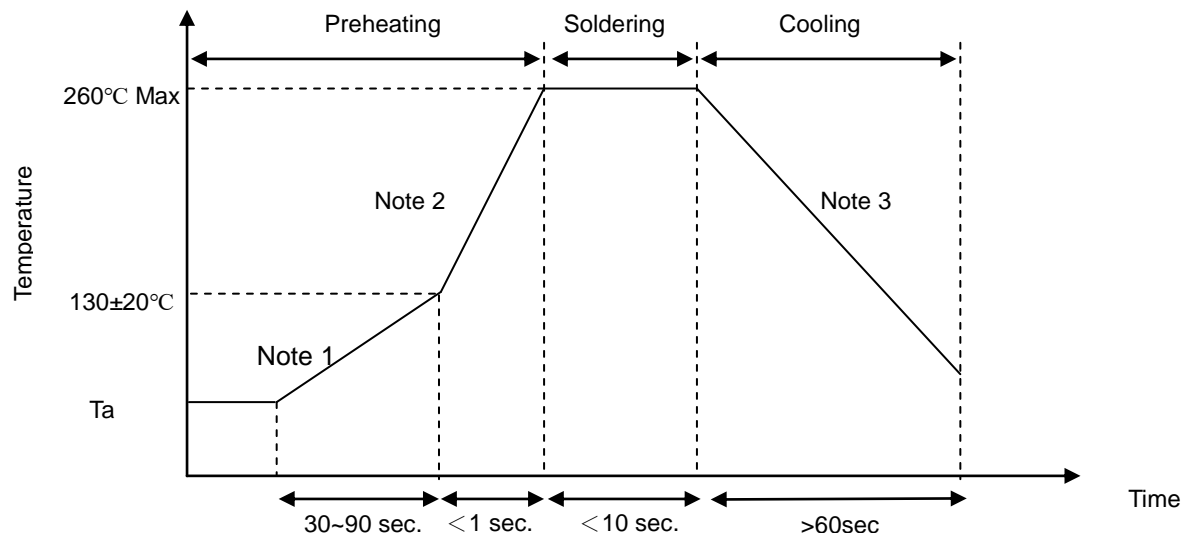 Preheating Soldering Cooling
260℃ Max
Note 2 Note 3
Temperature
130±20℃
Note 1
Ta
Time
30~90 sec. ＜1 sec. ＜10 sec. >60sec